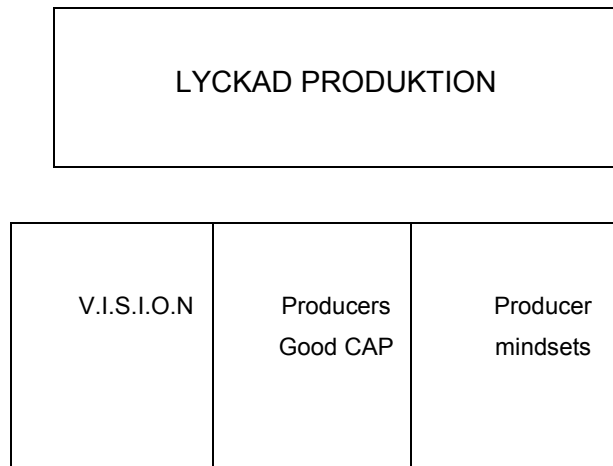 LYCKAD PRODUKTION
V.I.S.I.O.N
Producers
Good CAP
Producer
mindsets